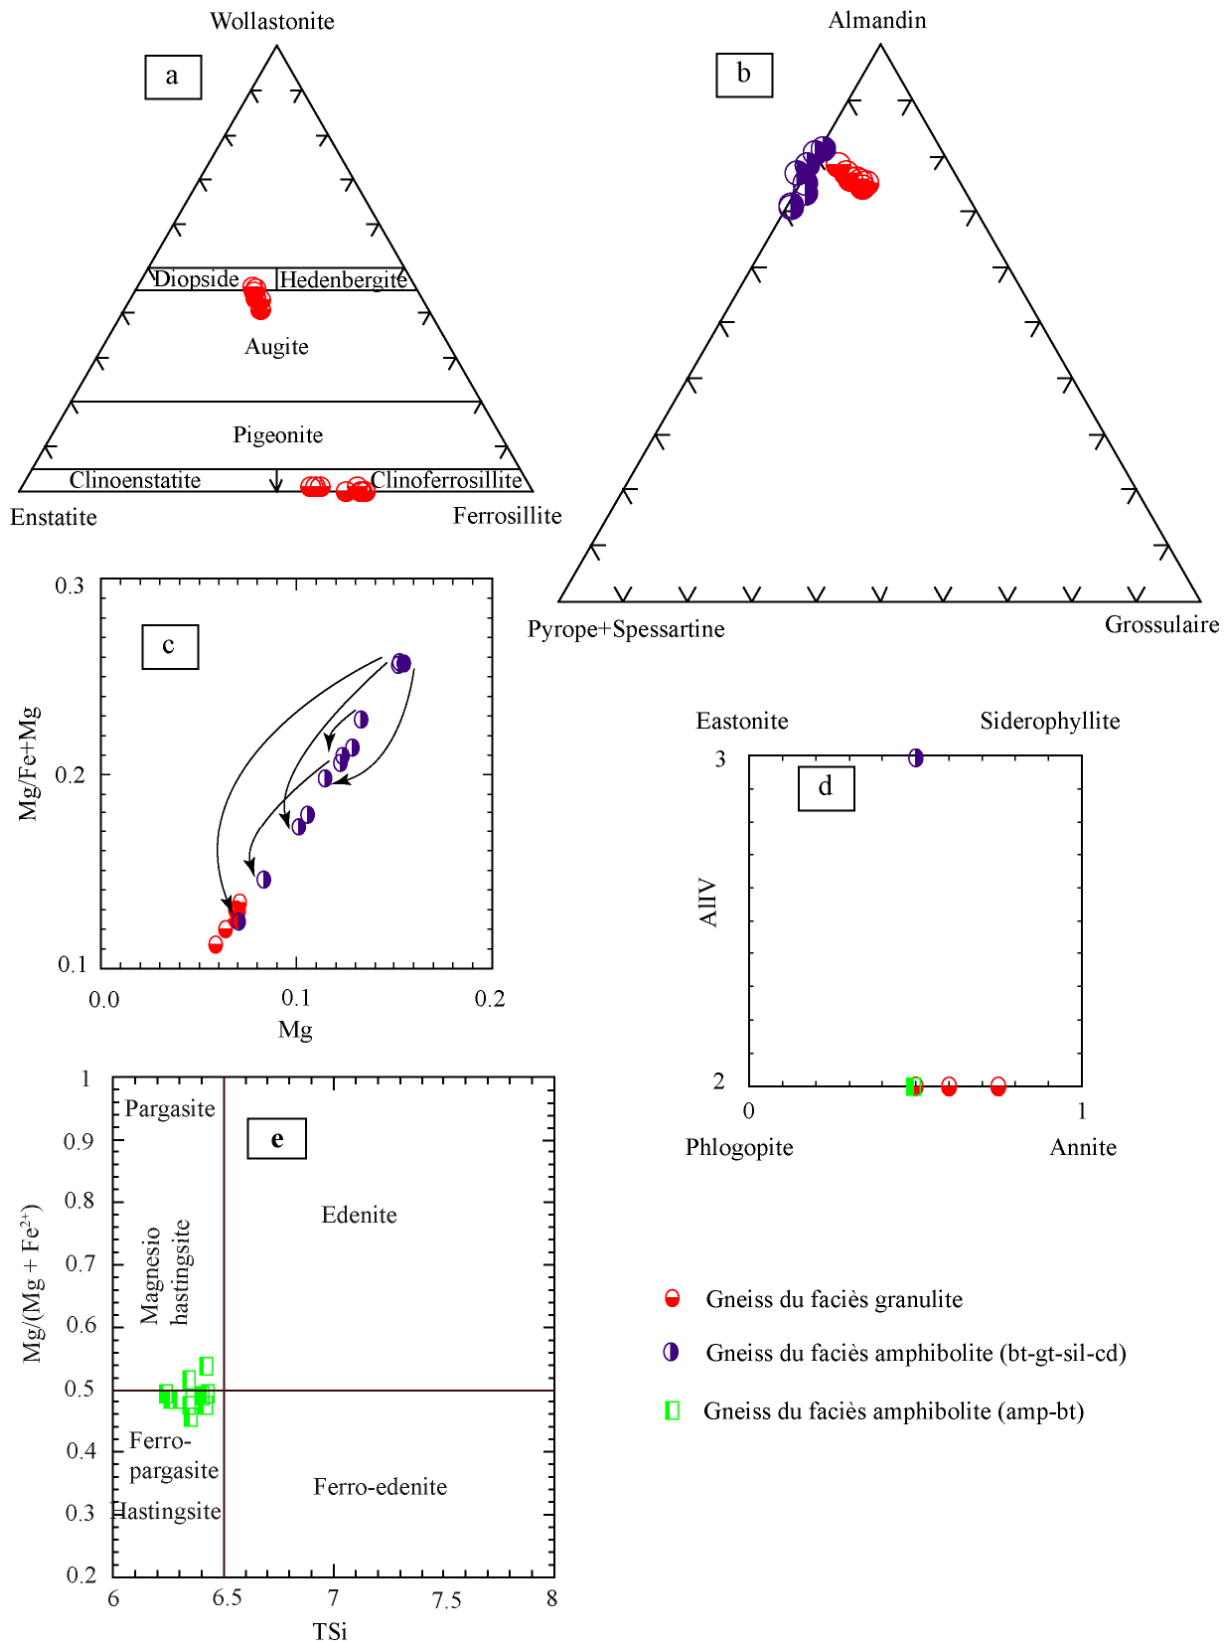 Wollastonite
a
Diopside
Hedenbergite
Augite
Pigeonite
Clinoenstatite
Clinoferrosillite
Enstatite
Ferrosillite
Almandin
b
Pyrope+Spessartine
Grossulaire
0.3
c
Mg/Fe+Mg
0.2
0.1
0.0
0.1
0.2
Mg
Eastonite
Siderophyllite
3
d
AlIV
2
0
1
Phlogopite
Annite
1
Pargasite
e
0.9
0.8
Edenite
Magnesio
hastingsite
0.7
Mg/(Mg + Fe²⁺)
0.6
0.5
Ferro-
pargasite
0.4
Ferro-edenite
Hastingsite
0.3
0.2
6
6.5
7
7.5
8
TSi
Gneiss du faciès granulite
Gneiss du faciès amphibolite (bt-gt-sil-cd)
Gneiss du faciès amphibolite (amp-bt)